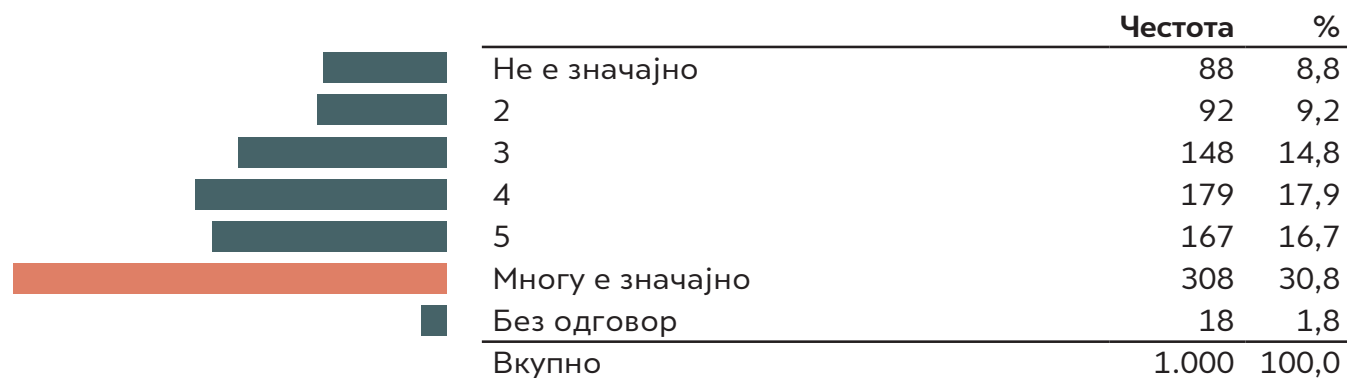 Честота %
Не е значајно 88 8,8
2 92 9,2
3 148 14,8
4 179 17,9
5 167 16,7
Многу е значајно 308 30,8
Без одговор 18 1,8
Вкупно 1.000 100,0